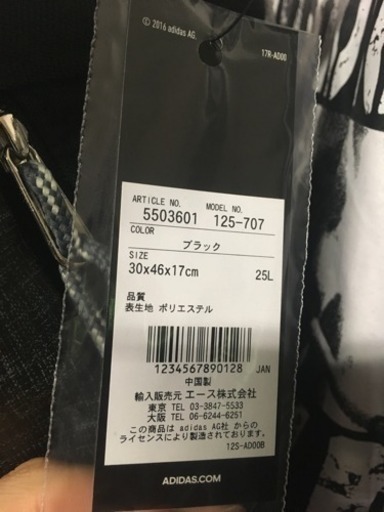 © 2016 adidas AG.
17R-AD00
ARTICLE NO. MODEL NO.
5503601 125-707
COLOR
ブラック
SIZE
30x46x17cm 25L
品質
表生地 ポリエステル
1234567890128 JAN
中国製
輸入販売元 エース株式会社
東京 TEL 03-3847-5533
大阪 TEL 06-6244-6251
この商品は adidas AG社 からの
ライセンスにより製造されております。
12S-AD00B
ADIDAS.COM